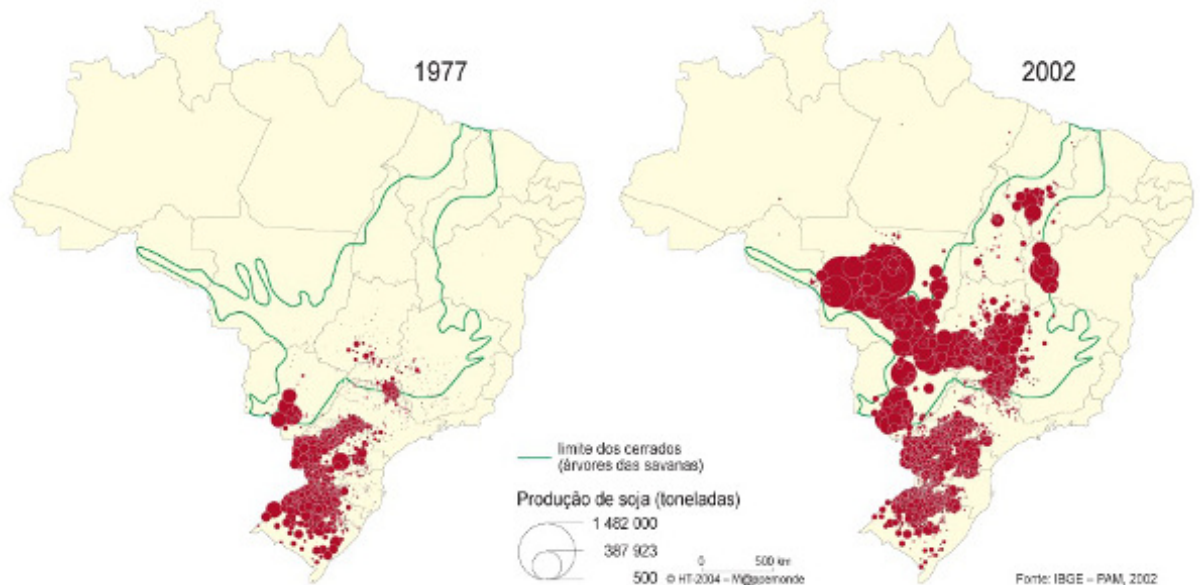 1977
2002
limite dos cerrados
(árvores das savanas)
Produção de soja (toneladas)
1 482 000
387 923
500
0 500 km
© HT-2004 – M@ppemonde
Fonte: IBGE – PAM, 2002